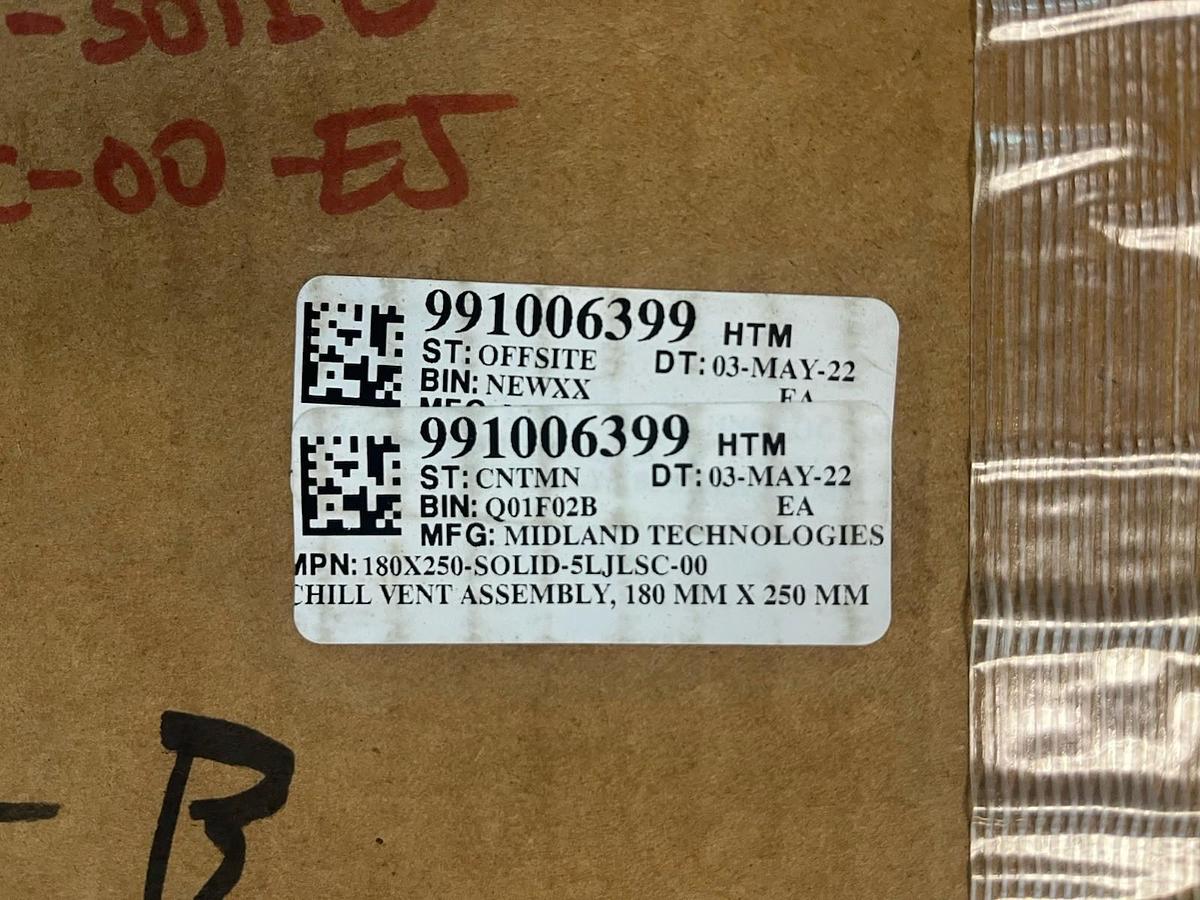 -SOLID
C-00 -EJ
991006399 HTM
ST: OFFSITE DT: 03-MAY-22
BIN: NEWXX EA
991006399 HTM
ST: CNTMN DT: 03-MAY-22
BIN: Q01F02B EA
MFG: MIDLAND TECHNOLOGIES
MPN: 180X250-SOLID-5LJLSC-00
CHILL VENT ASSEMBLY, 180 MM X 250 MM
- B